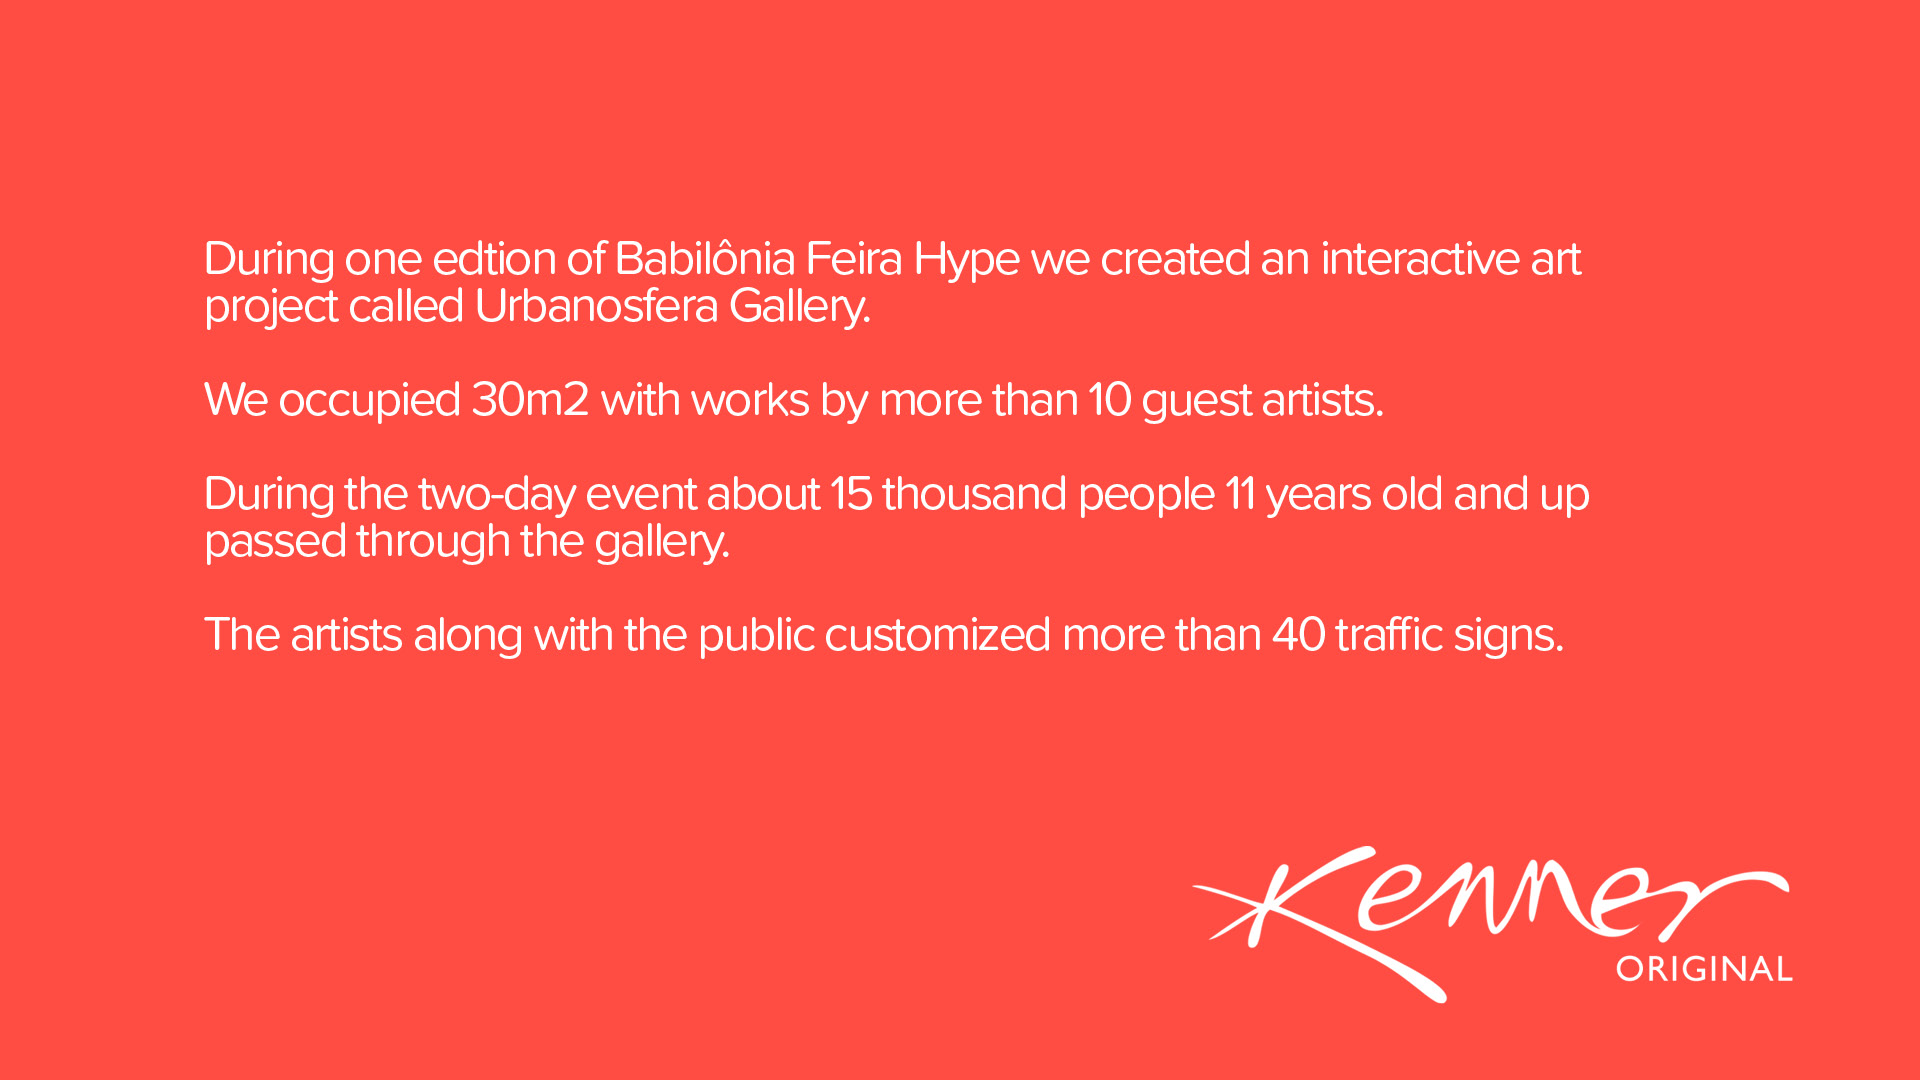 During one edtion of Babilônia Feira Hype we created an interactive art
project called Urbanosfera Gallery.
We occupied 30m2 with works by more than 10 guest artists.
During the two-day event about 15 thousand people 11 years old and up
passed through the gallery.
The artists along with the public customized more than 40 traffic signs.
Kenner
ORIGINAL